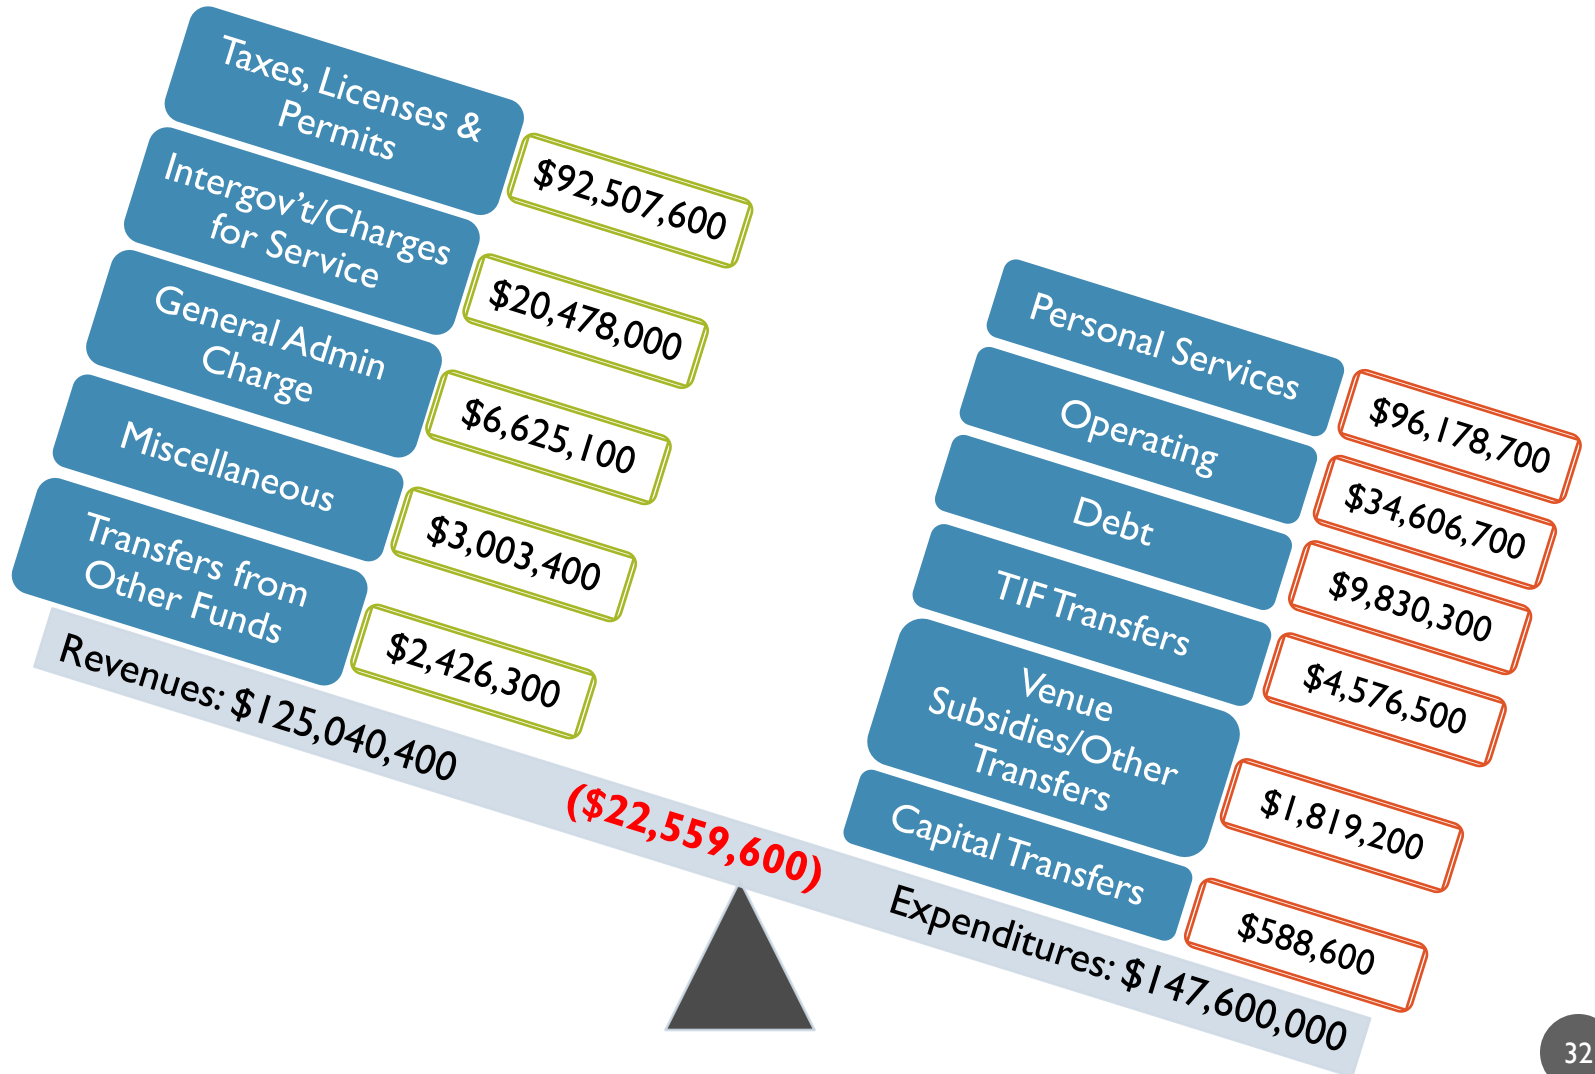 Taxes, Licenses &
Permits
$92,507,600
Intergov’t/Charges
for Service
$20,478,000
General Admin
Charge
$6,625,100
Miscellaneous
$3,003,400
Transfers from
Other Funds
$2,426,300
Revenues: $125,040,400
($22,559,600)
Personal Services
$96,178,700
Operating
$34,606,700
Debt
$9,830,300
TIF Transfers
$4,576,500
Venue
Subsidies/Other
Transfers
$1,819,200
Capital Transfers
$588,600
Expenditures: $147,600,000
32